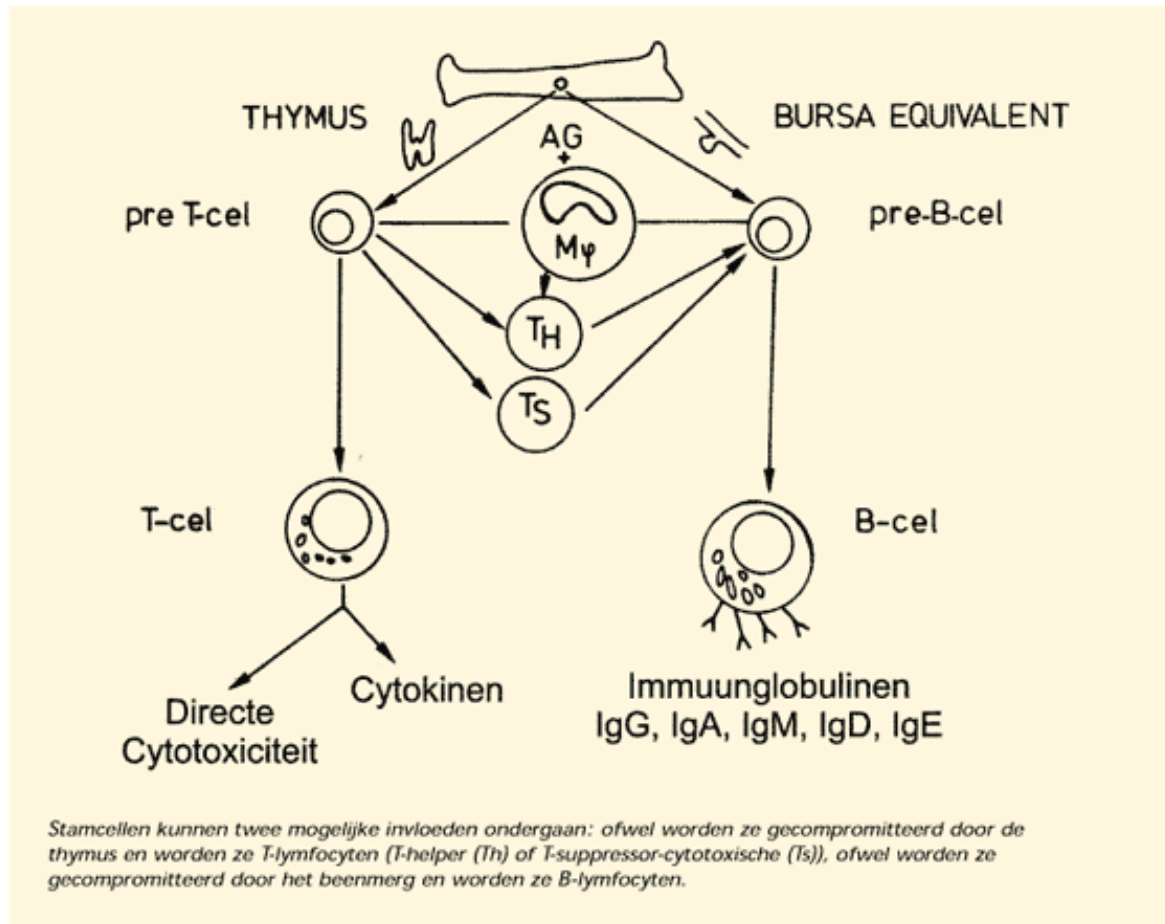 THYMUS
BURSA EQUIVALENT
AG
+
pre T-cel
Mφ
pre-B-cel
TH
TS
T-cel
B-cel
Directe
Cytotoxiciteit
Cytokinen
Immuunglobulinen
IgG, IgA, IgM, IgD, IgE
Stamcellen kunnen twee mogelijke invloeden ondergaan: ofwel worden ze gecompromitteerd door de
thymus en worden ze T-lymfocyten (T-helper (Th) of T-suppressor-cytotoxische (Ts)), ofwel worden ze
gecompromitteerd door het beenmerg en worden ze B-lymfocyten.